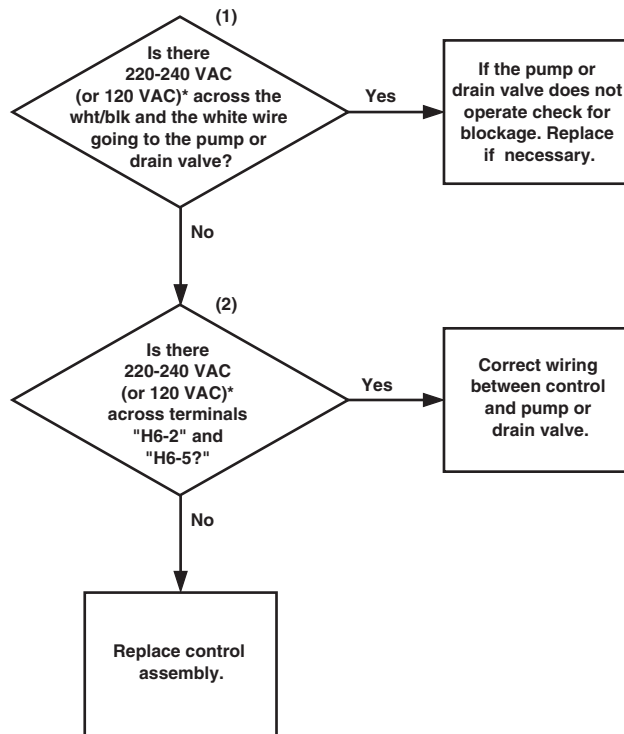 (1)
Is there
220-240 VAC
(or 120 VAC)* across the
wht/blk and the white wire
going to the pump or
drain valve?
Yes
If the pump or
drain valve does not
operate check for
blockage. Replace
if necessary.
No
(2)
Is there
220-240 VAC
(or 120 VAC)*
across terminals
"H6-2" and
"H6-5?"
Yes
Correct wiring
between control
and pump or
drain valve.
No
Replace control
assembly.